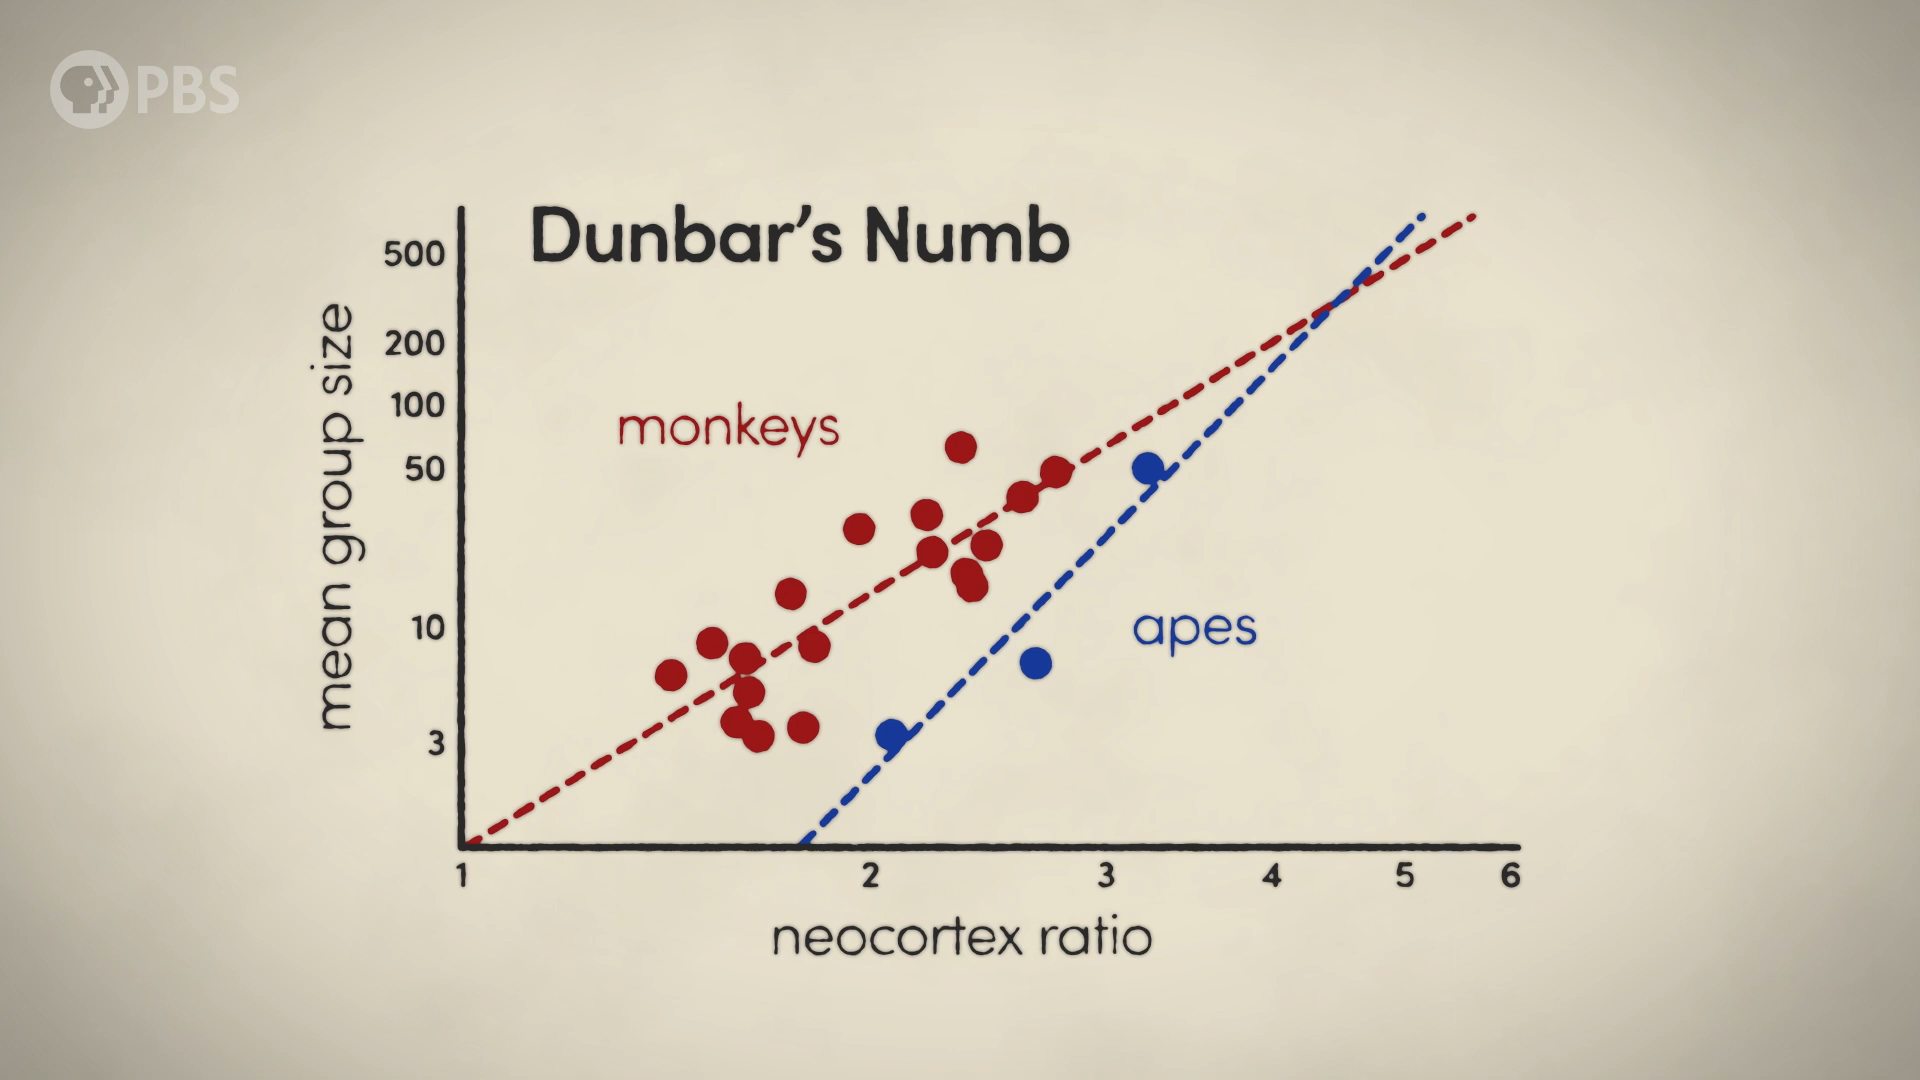 PBS
Dunbar's Numb
500
200
100
50
10
3
mean group size
monkeys
apes
1 2 3 4 5 6
neocortex ratio